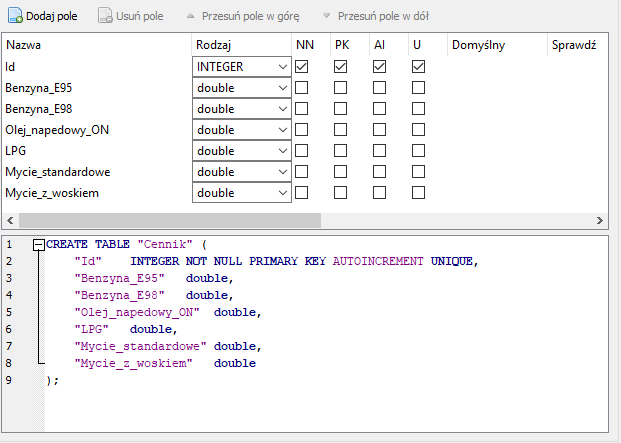 Dodaj pole Usuń pole Przesuń pole w górę Przesuń pole w dół
Nazwa Rodzaj NN PK AI U Domyślny Sprawdź
Id INTEGER
Benzyna_E95 double
Benzyna_E98 double
Olej_napedowy_ON double
LPG double
Mycie_standardowe double
Mycie_z_woskiem double
1 CREATE TABLE "Cennik" (
2 "Id" INTEGER NOT NULL PRIMARY KEY AUTOINCREMENT UNIQUE,
3 "Benzyna_E95" double,
4 "Benzyna_E98" double,
5 "Olej_napedowy_ON" double,
6 "LPG" double,
7 "Mycie_standardowe" double,
8 "Mycie_z_woskiem" double
9 );